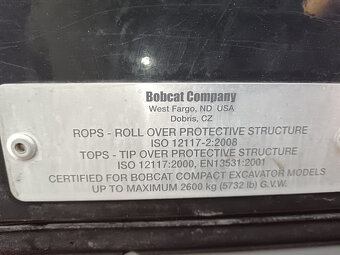 Bobcat Company
West Fargo, ND USA
Dobris, CZ
ROPS - ROLL OVER PROTECTIVE STRUCTURE
ISO 12117-2:2008
TOPS - TIP OVER PROTECTIVE STRUCTURE
ISO 12117:2000, EN13531:2001
CERTIFIED FOR BOBCAT COMPACT EXCAVATOR MODELS
UP TO MAXIMUM 2600 kg (5732 lb) G.V.W.